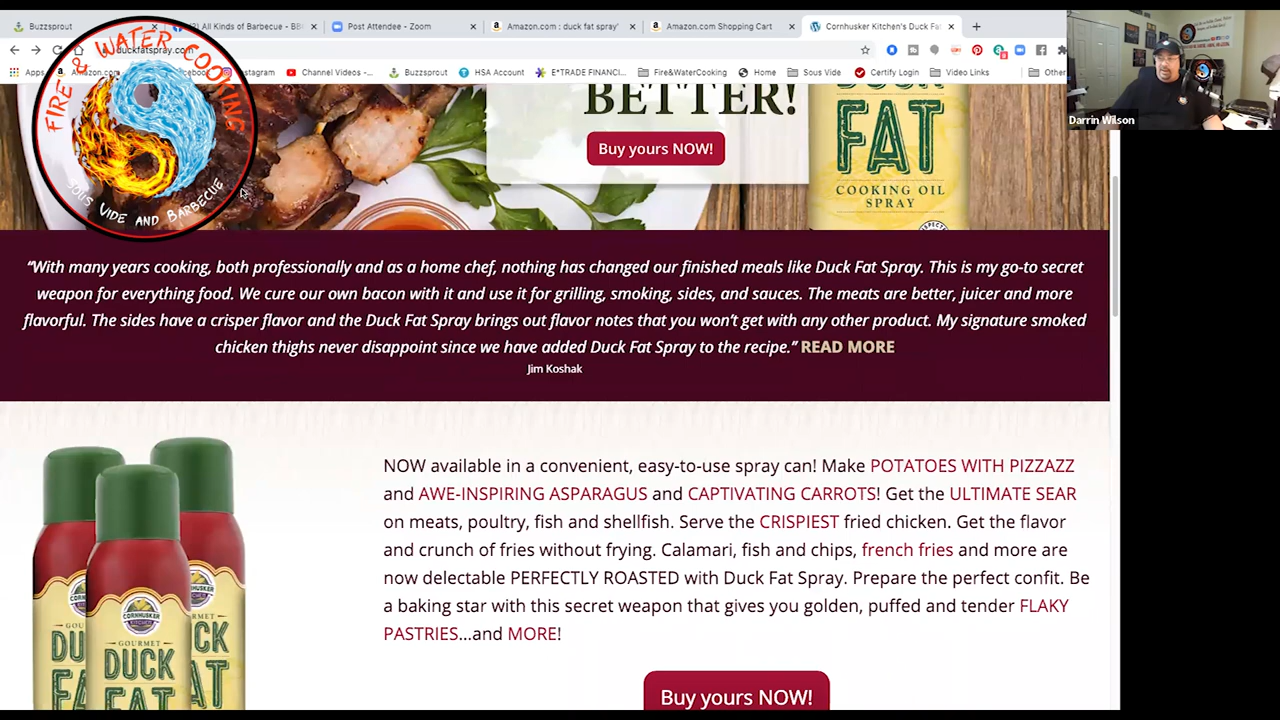 Buzzsprout
All Kinds of Barbecue - BB
Post Attendee - Zoom
Amazon.com : duck fat spray'
Amazon.com Shopping Cart
Cornhusker Kitchen's Duck Fa
duckfatspray.com
Apps
Amazon.com
Instagram
Channel Videos -...
Buzzsprout
HSA Account
E*TRADE FINANCI...
Fire&WaterCooking
Home
Sous Vide
Certify Login
Video Links
Other
FIRE & WATER COOKING
SOUS VIDE AND BARBECUE
Darrin Wilson
BETTER!
Buy yours NOW!
DUCK
FAT
COOKING OIL
SPRAY
“With many years cooking, both professionally and as a home chef, nothing has changed our finished meals like Duck Fat Spray. This is my go-to secret
weapon for everything food. We cure our own bacon with it and use it for grilling, smoking, sides, and sauces. The meats are better, juicer and more
flavorful. The sides have a crisper flavor and the Duck Fat Spray brings out flavor notes that you won’t get with any other product. My signature smoked
chicken thighs never disappoint since we have added Duck Fat Spray to the recipe.” READ MORE
Jim Koshak
NOW available in a convenient, easy-to-use spray can! Make POTATOES WITH PIZZAZZ
and AWE-INSPIRING ASPARAGUS and CAPTIVATING CARROTS! Get the ULTIMATE SEAR
on meats, poultry, fish and shellfish. Serve the CRISPIEST fried chicken. Get the flavor
and crunch of fries without frying. Calamari, fish and chips, french fries and more are
now delectable PERFECTLY ROASTED with Duck Fat Spray. Prepare the perfect confit. Be
a baking star with this secret weapon that gives you golden, puffed and tender FLAKY
PASTRIES...and MORE!
Buy yours NOW!
CORNHUSKER
KITCHEN
GOURMET
DUCK
FAT